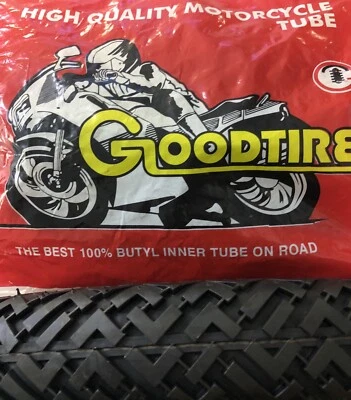 HIGH QUALITY MOTORCYCLE
TUBE
GOODTIRE
THE BEST 100% BUTYL INNER TUBE ON ROAD